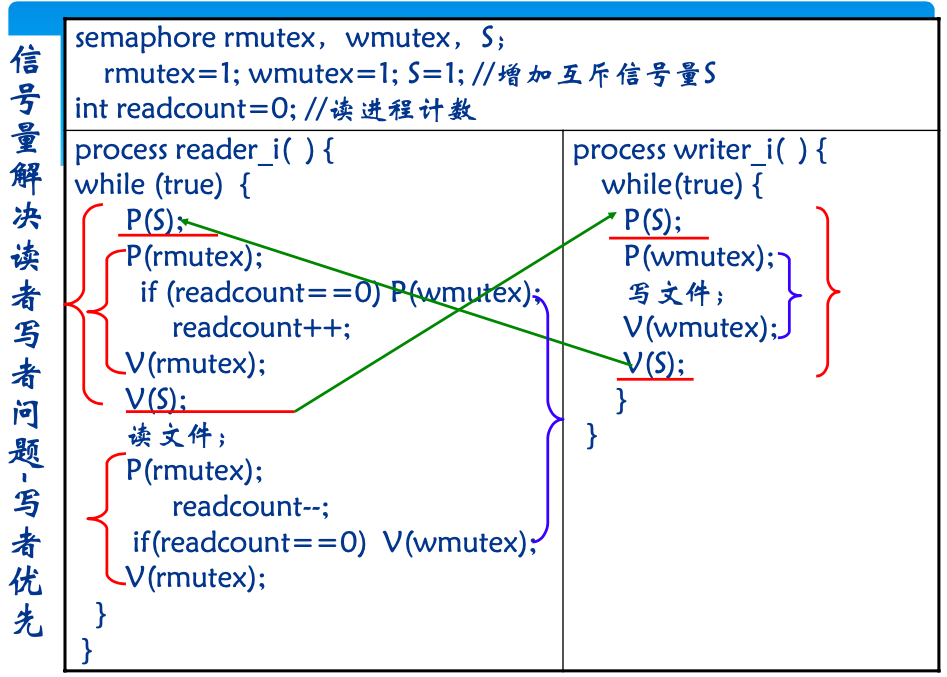 信号量解决读者写者问题-写者优先
semaphore rmutex，wmutex，S；
rmutex=1; wmutex=1; S=1; //增加互斥信号量S
int readcount=0; //读进程计数
process reader_i( ) {
while (true) {
P(S);
P(rmutex);
if (readcount==0) P(wmutex);
readcount++;
V(rmutex);
V(S);
读文件；
P(rmutex);
readcount--;
if(readcount==0) V(wmutex);
V(rmutex);
}
}
process writer_i( ) {
while(true) {
P(S);
P(wmutex);
写文件；
V(wmutex);
V(S);
}
}